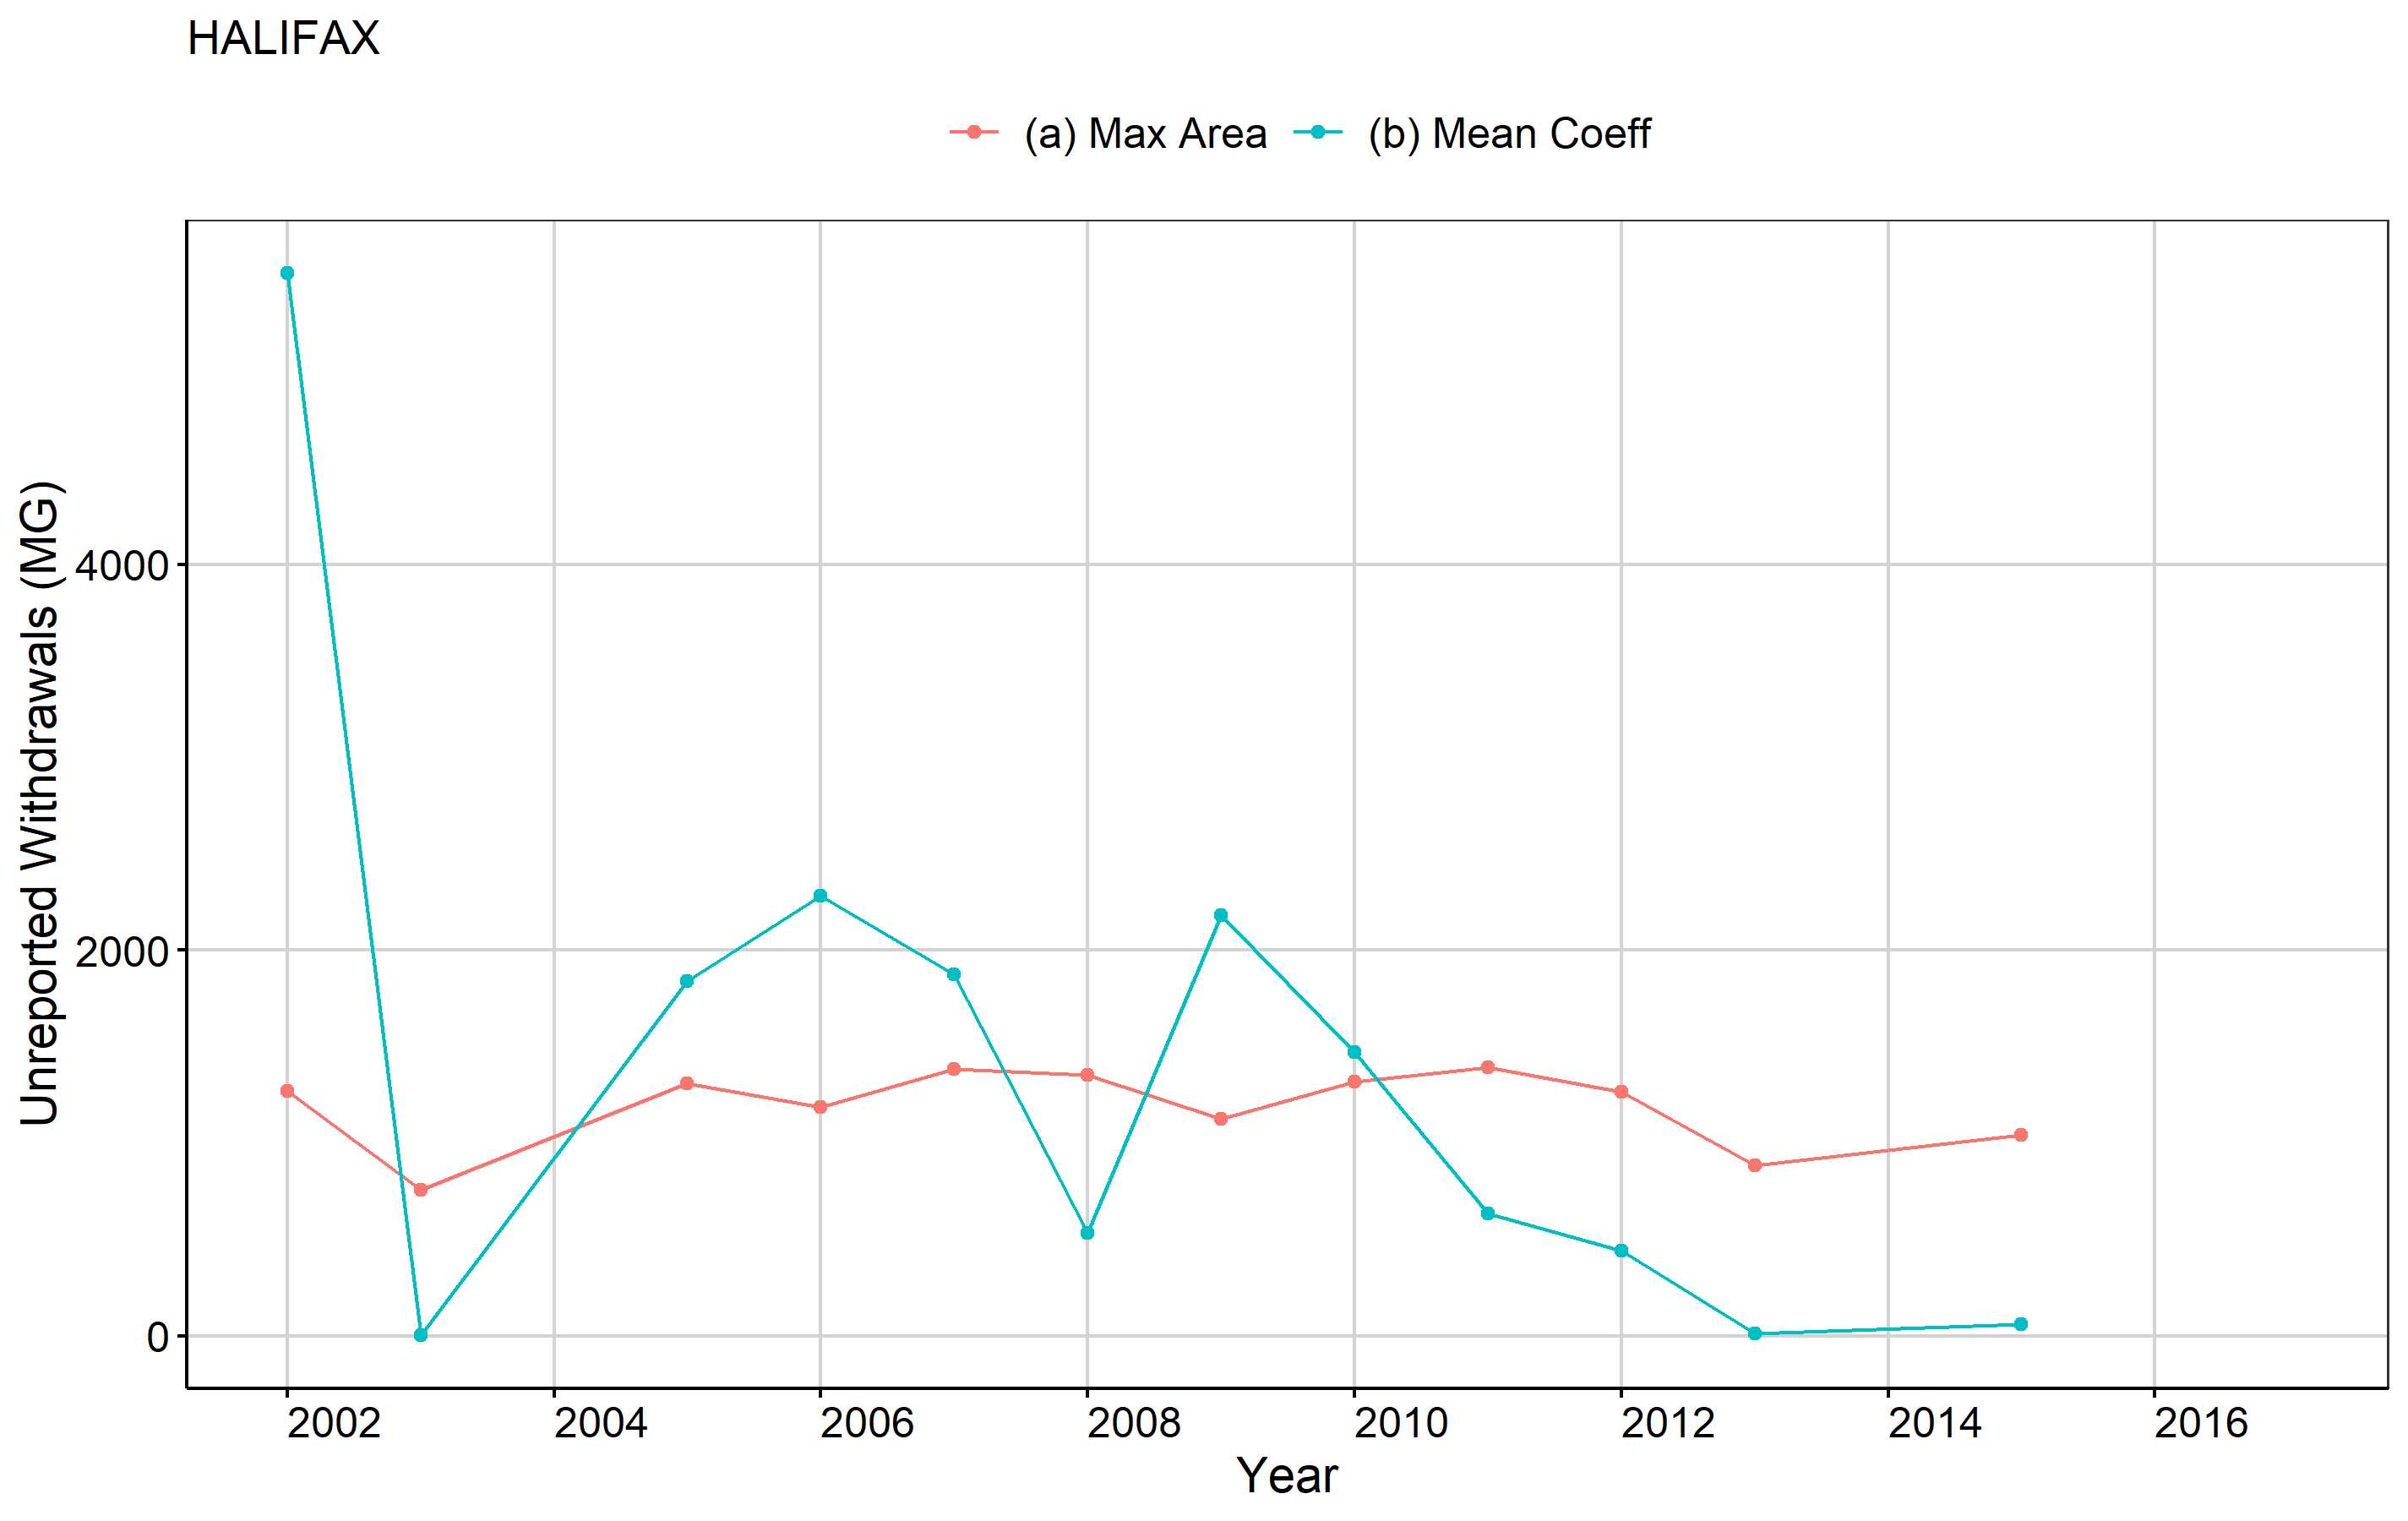 HALIFAX
(a) Max Area (b) Mean Coeff
Unreported Withdrawals (MG)
4000
2000
0
2002 2004 2006 2008 2010 2012 2014 2016
Year